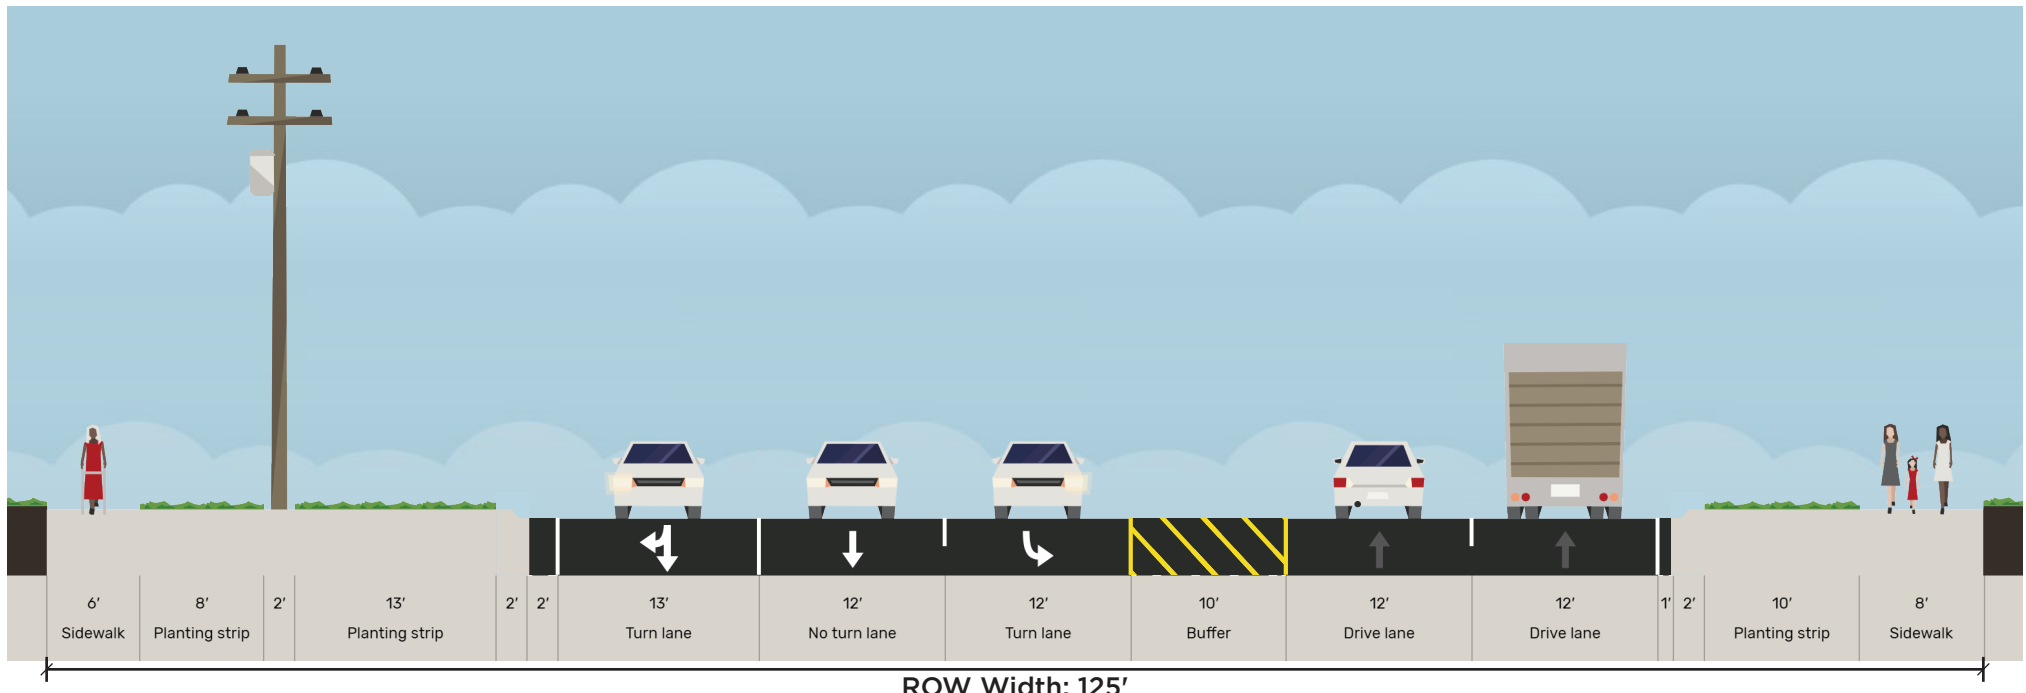 6′ 8′ 2′ 13′ 2′ 2′ 13′ 12′ 12′ 10′ 12′ 12′ 1′ 2′ 10′ 8′
Sidewalk Planting strip Planting strip Turn lane No turn lane Turn lane Buffer Drive lane Drive lane Planting strip Sidewalk
ROW Width: 125′